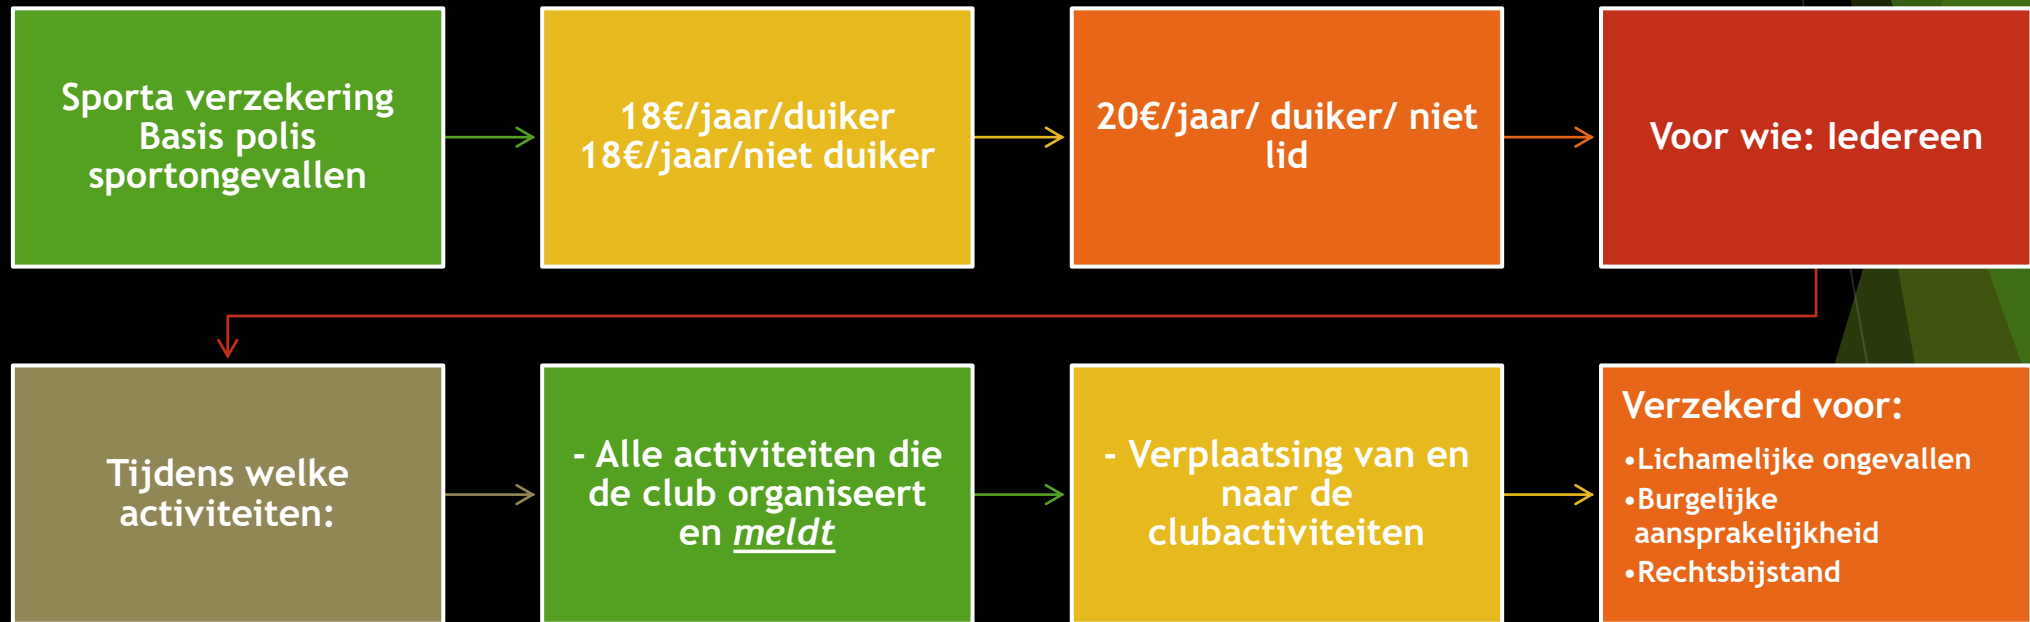 Sporta verzekering
Basis polis
sportongevallen
18€/jaar/duiker
18€/jaar/niet duiker
20€/jaar/ duiker/ niet
lid
Voor wie: Iedereen
Tijdens welke
activiteiten:
- Alle activiteiten die
de club organiseert
en meldt
- Verplaatsing van en
naar de
clubactiviteiten
Verzekerd voor:
•Lichamelijke ongevallen
•Burgelijke
aansprakelijkheid
•Rechtsbijstand